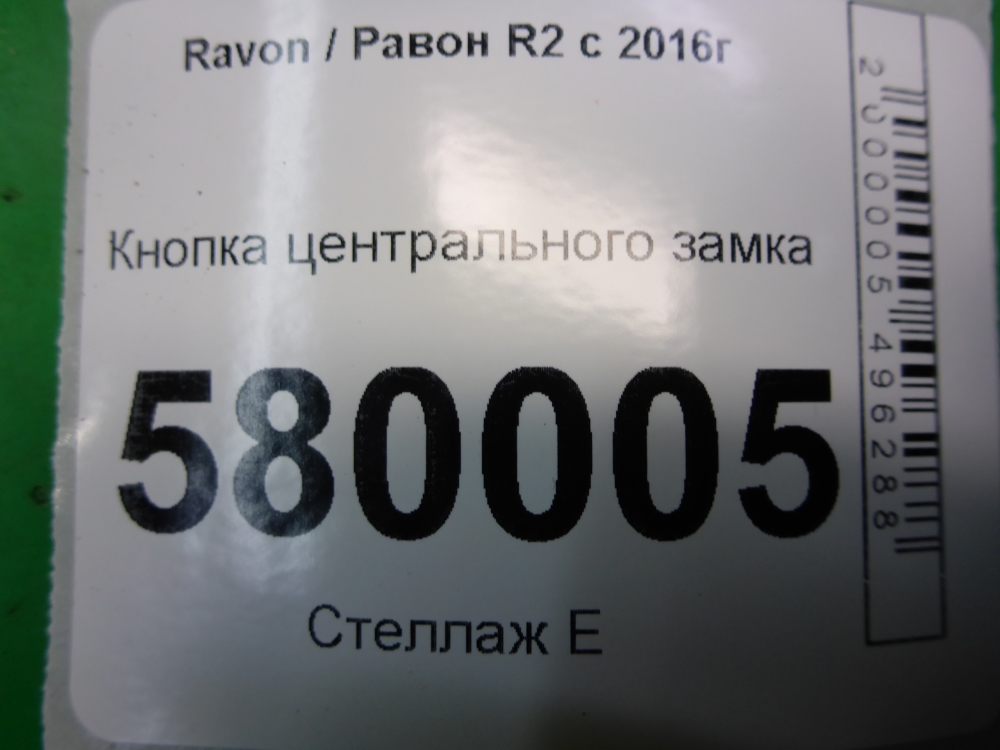 Ravon / Равон R2 с 2016г
Кнопка центрального замка
580005
Стеллаж Е
2000005496288